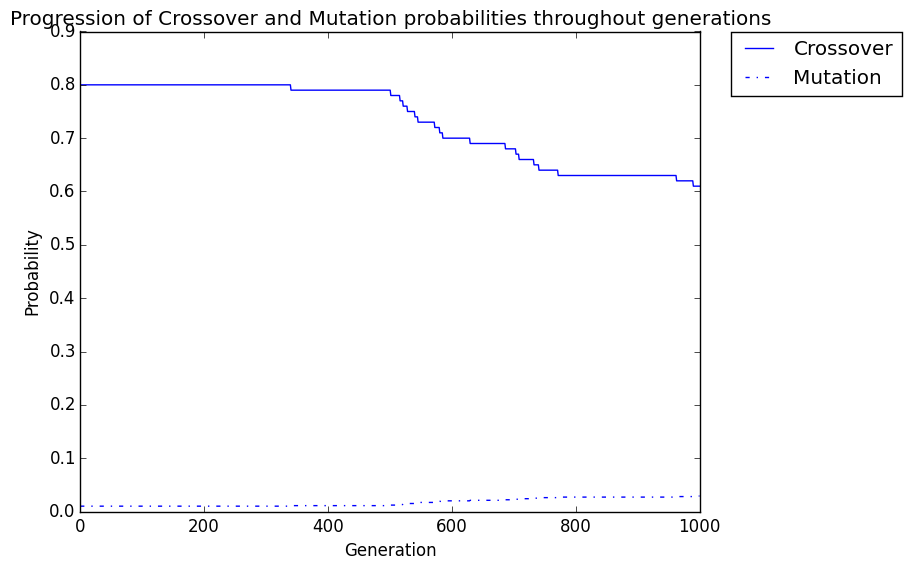 Progression of Crossover and Mutation probabilities throughout generations
0.9
0.8
0.7
0.6
0.5
0.4
0.3
0.2
0.1
0.0
Probability
0 200 400 600 800 1000
Generation
Crossover
Mutation